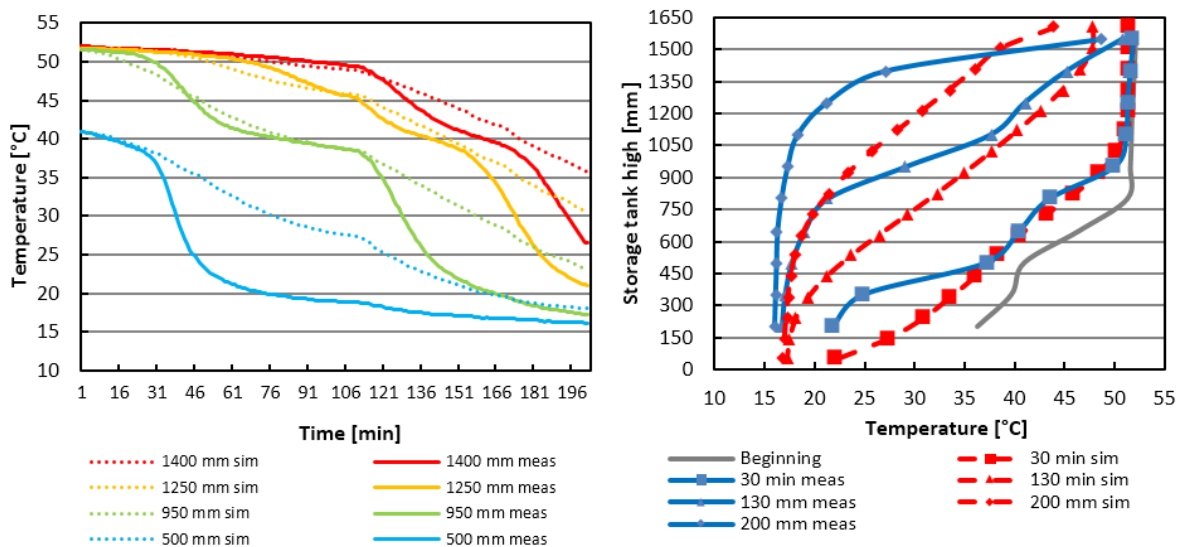 55
50
45
40
35
30
25
20
15
10
Temperature [°C]
1 16 31 46 61 76 91 106 121 136 151 166 181 196
Time [min]
1400 mm sim
1400 mm meas
1250 mm sim
1250 mm meas
950 mm sim
950 mm meas
500 mm sim
500 mm meas
1650
1500
1350
1200
1050
900
750
600
450
300
150
0
Storage tank high [mm]
10 15 20 25 30 35 40 45 50 55
Temperature [°C]
Beginning
30 min sim
30 min meas
130 min sim
130 mm meas
200 mm sim
200 mm meas